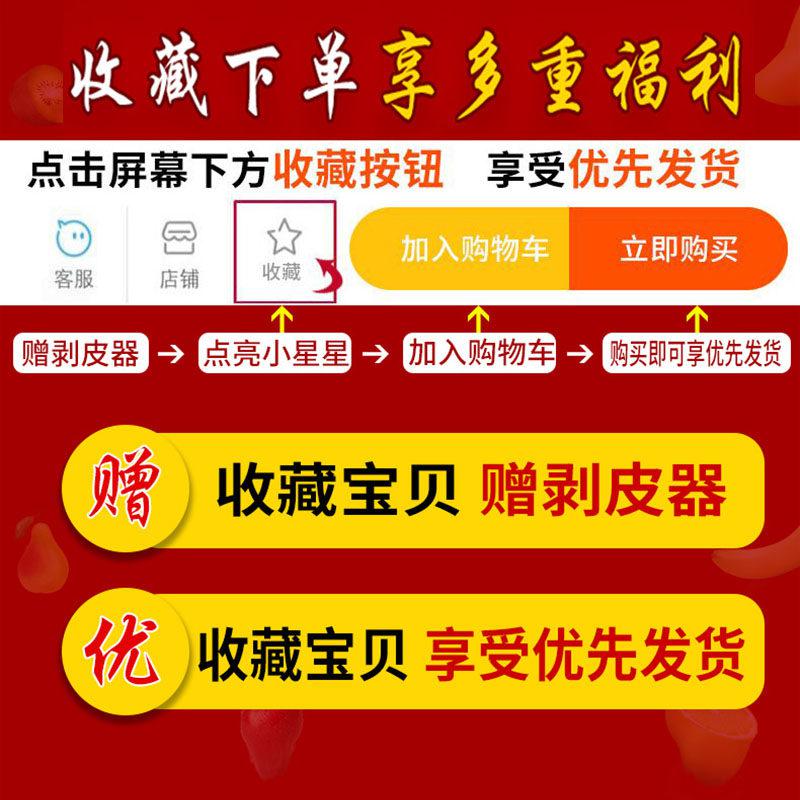 收藏下单享多重福利
点击屏幕下方收藏按钮 享受优先发货
客服 店铺 收藏 加入购物车 立即购买
赠剥皮器 → 点亮小星星 → 加入购物车 → 购买即可享优先发货
赠 收藏宝贝 赠剥皮器
优 收藏宝贝 享受优先发货